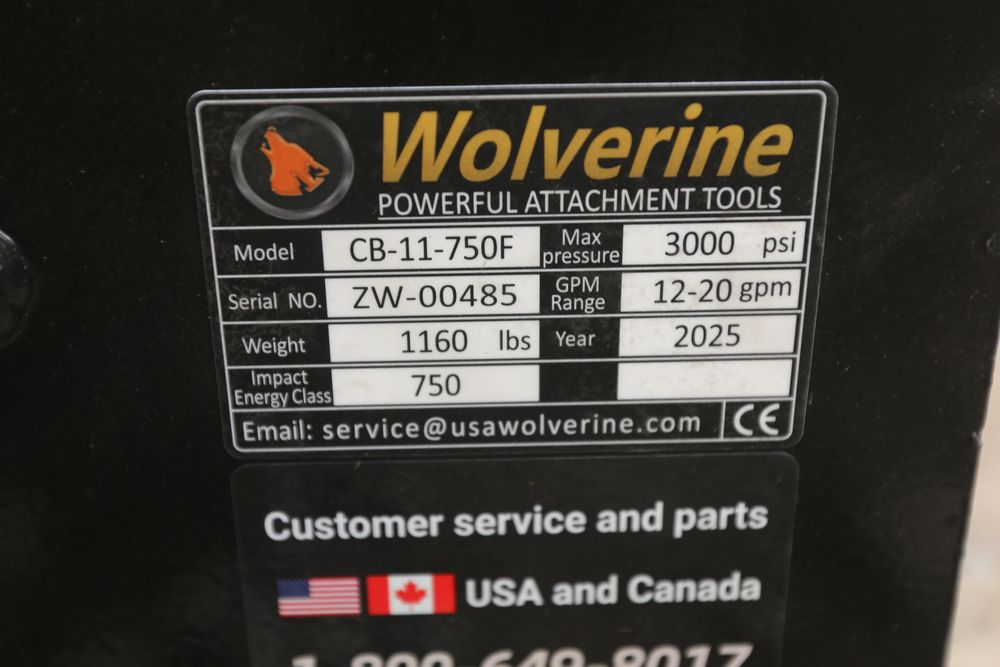 Wolverine
POWERFUL ATTACHMENT TOOLS
Model CB-11-750F Max pressure 3000 psi
Serial NO. ZW-00485 GPM Range 12-20 gpm
Weight 1160 lbs Year 2025
Impact Energy Class 750
Email: service@usawolverine.com CE
Customer service and parts
USA and Canada